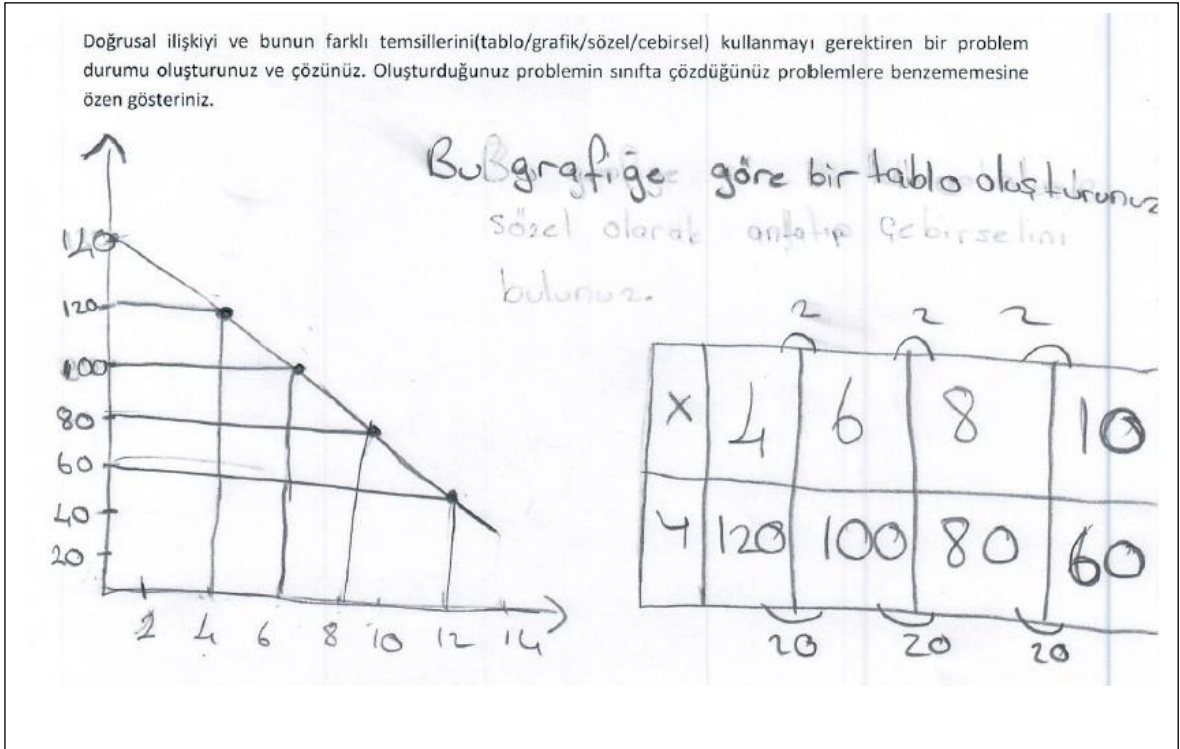 Doğrusal ilişkiyi ve bunun farklı temsillerini(tablo/grafik/sözel/cebirsel) kullanmayı gerektiren bir problem
durumu oluşturunuz ve çözünüz. Oluşturduğunuz problemin sınıfta çözdüğünüz problemlere benzememesine
özen gösteriniz.
Bu grafiğe göre bir tablo oluşturunuz
sözel olarak anlatıp cebirselini
bulunuz.
140
120
100
80
60
40
20
2 4 6 8 10 12 14
2 2 2
x 4 6 8 10
y 120 100 80 60
20 20 20